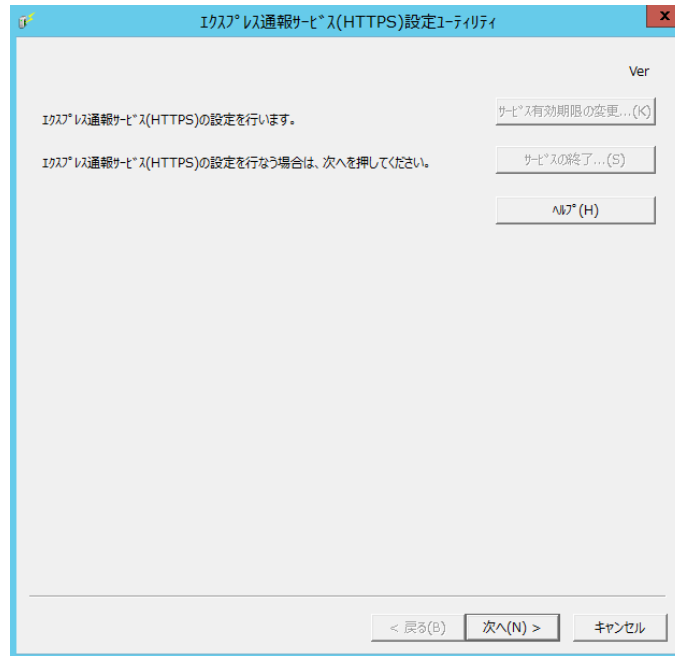 ｴｸｽﾌﾟﾚｽ通報ｻｰﾋﾞｽ(HTTPS)設定ﾕｰﾃｨﾘﾃｨ
x
Ver
ｴｸｽﾌﾟﾚｽ通報ｻｰﾋﾞｽ(HTTPS)の設定を行います。
ｻｰﾋﾞｽ有効期限の変更...(K)
ｴｸｽﾌﾟﾚｽ通報ｻｰﾋﾞｽ(HTTPS)の設定を行なう場合は、次へを押してください。
ｻｰﾋﾞｽの終了...(S)
ﾍﾙﾌﾟ(H)
< 戻る(B)
次へ(N) >
キャンセル